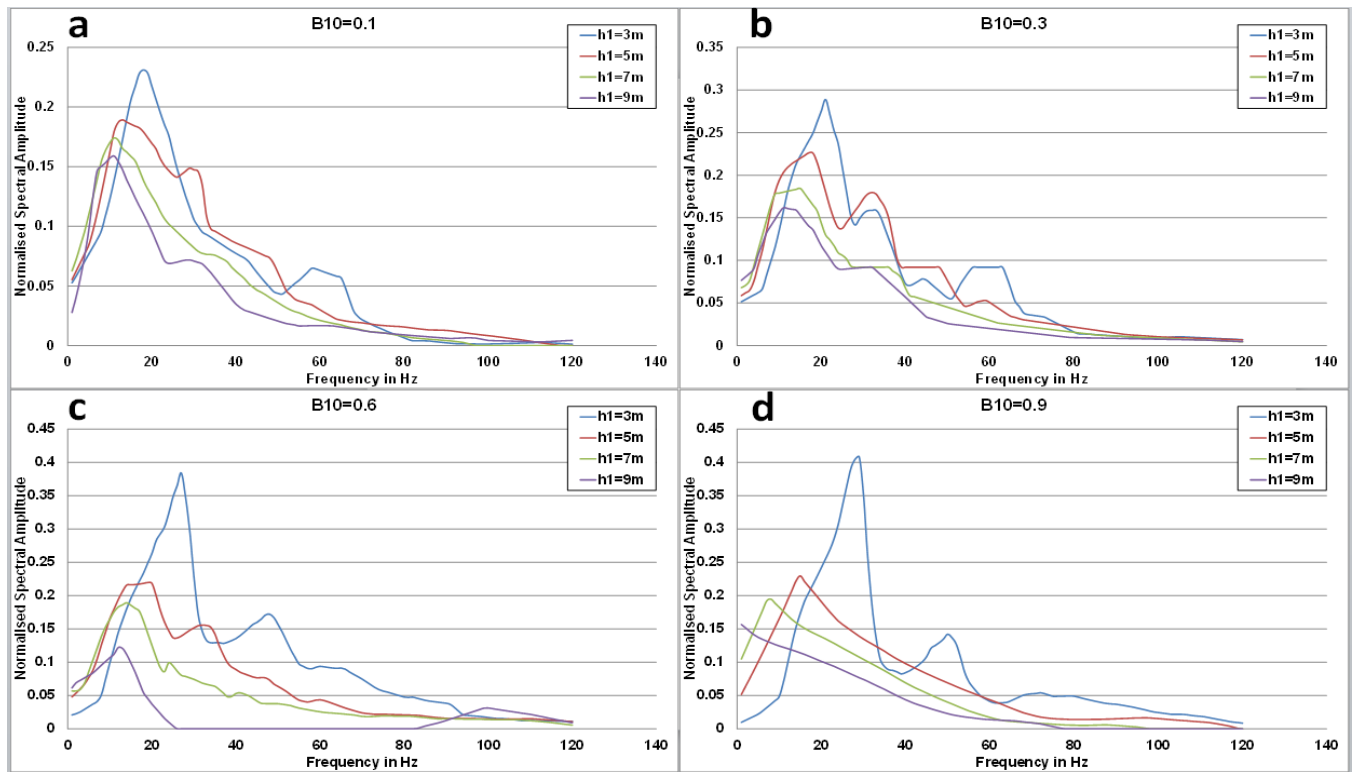 a
B10=0.1
h1=3m
h1=5m
h1=7m
h1=9m
Normalised Spectral Amplitude
0.25
0.2
0.15
0.1
0.05
0
0 20 40 60 80 100 120 140
Frequency in Hz
b
B10=0.3
h1=3m
h1=5m
h1=7m
h1=9m
Normalised Spectral Amplitude
0.35
0.3
0.25
0.2
0.15
0.1
0.05
0
0 20 40 60 80 100 120 140
Frequency in Hz
c
B10=0.6
h1=3m
h1=5m
h1=7m
h1=9m
Normalised Spectral Amplitude
0.45
0.4
0.35
0.3
0.25
0.2
0.15
0.1
0.05
0
0 20 40 60 80 100 120 140
Frequency in Hz
d
B10=0.9
h1=3m
h1=5m
h1=7m
h1=9m
Normalised Spectral Amplitude
0.45
0.4
0.35
0.3
0.25
0.2
0.15
0.1
0.05
0
0 20 40 60 80 100 120 140
Frequency in Hz